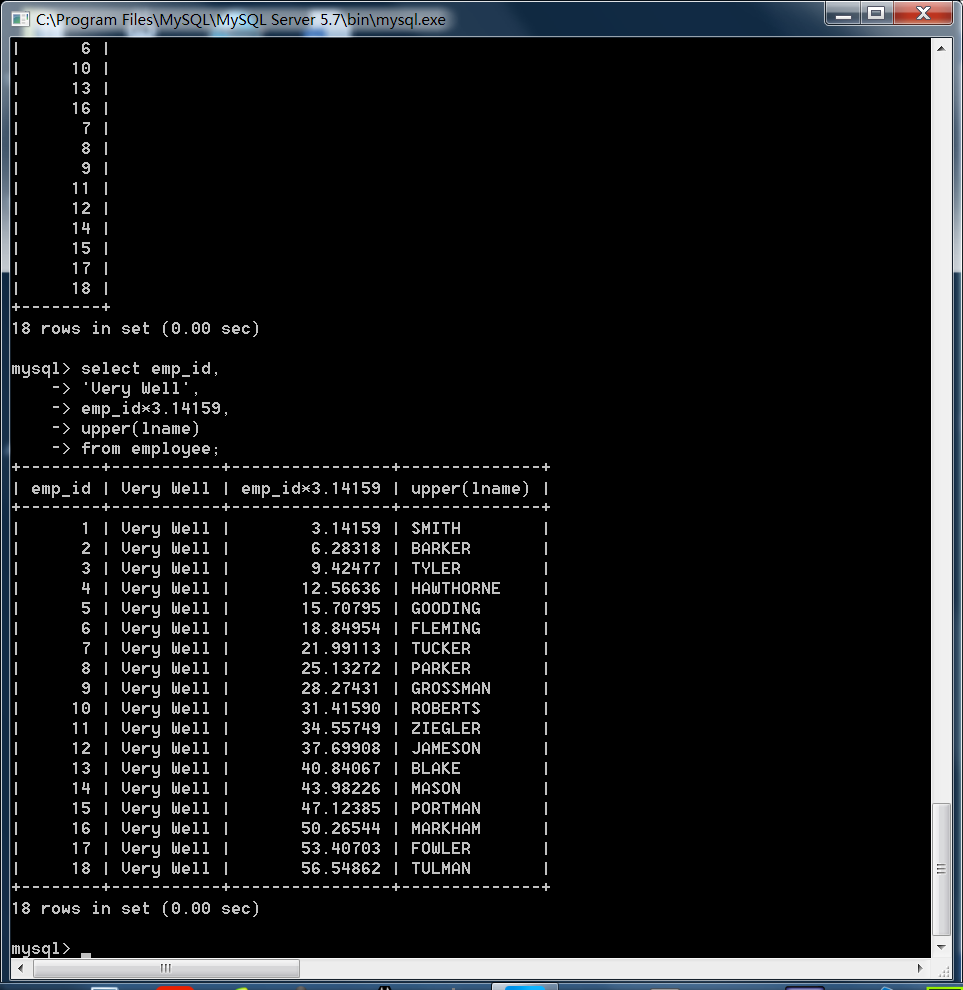 C:\Program Files\MySQL\MySQL Server 5.7\bin\mysql.exe
|      6 |
|     10 |
|     13 |
|     16 |
|      7 |
|      8 |
|      9 |
|     11 |
|     12 |
|     14 |
|     15 |
|     17 |
|     18 |
+--------+
18 rows in set (0.00 sec)
mysql> select emp_id,
    -> 'Very Well',
    -> emp_id*3.14159,
    -> upper(lname)
    -> from employee;
+--------+-----------+----------------+--------------+
| emp_id | Very Well | emp_id*3.14159 | upper(lname) |
+--------+-----------+----------------+--------------+
|      1 | Very Well |        3.14159 | SMITH        |
|      2 | Very Well |        6.28318 | BARKER       |
|      3 | Very Well |        9.42477 | TYLER        |
|      4 | Very Well |       12.56636 | HAWTHORNE    |
|      5 | Very Well |       15.70795 | GOODING      |
|      6 | Very Well |       18.84954 | FLEMING      |
|      7 | Very Well |       21.99113 | TUCKER       |
|      8 | Very Well |       25.13272 | PARKER       |
|      9 | Very Well |       28.27431 | GROSSMAN     |
|     10 | Very Well |       31.41590 | ROBERTS      |
|     11 | Very Well |       34.55749 | ZIEGLER      |
|     12 | Very Well |       37.69908 | JAMESON      |
|     13 | Very Well |       40.84067 | BLAKE        |
|     14 | Very Well |       43.98226 | MASON        |
|     15 | Very Well |       47.12385 | PORTMAN      |
|     16 | Very Well |       50.26544 | MARKHAM      |
|     17 | Very Well |       53.40703 | FOWLER       |
|     18 | Very Well |       56.54862 | TULMAN       |
+--------+-----------+----------------+--------------+
18 rows in set (0.00 sec)
mysql> _